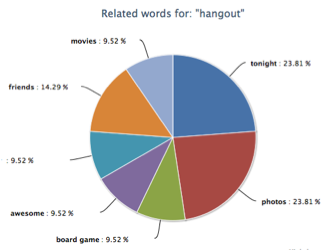 Related words for: "hangout"
movies : 9.52 %
tonight : 23.81 %
friends : 14.29 %
: 9.52 %
photos : 23.81 %
awesome : 9.52 %
board game : 9.52 %